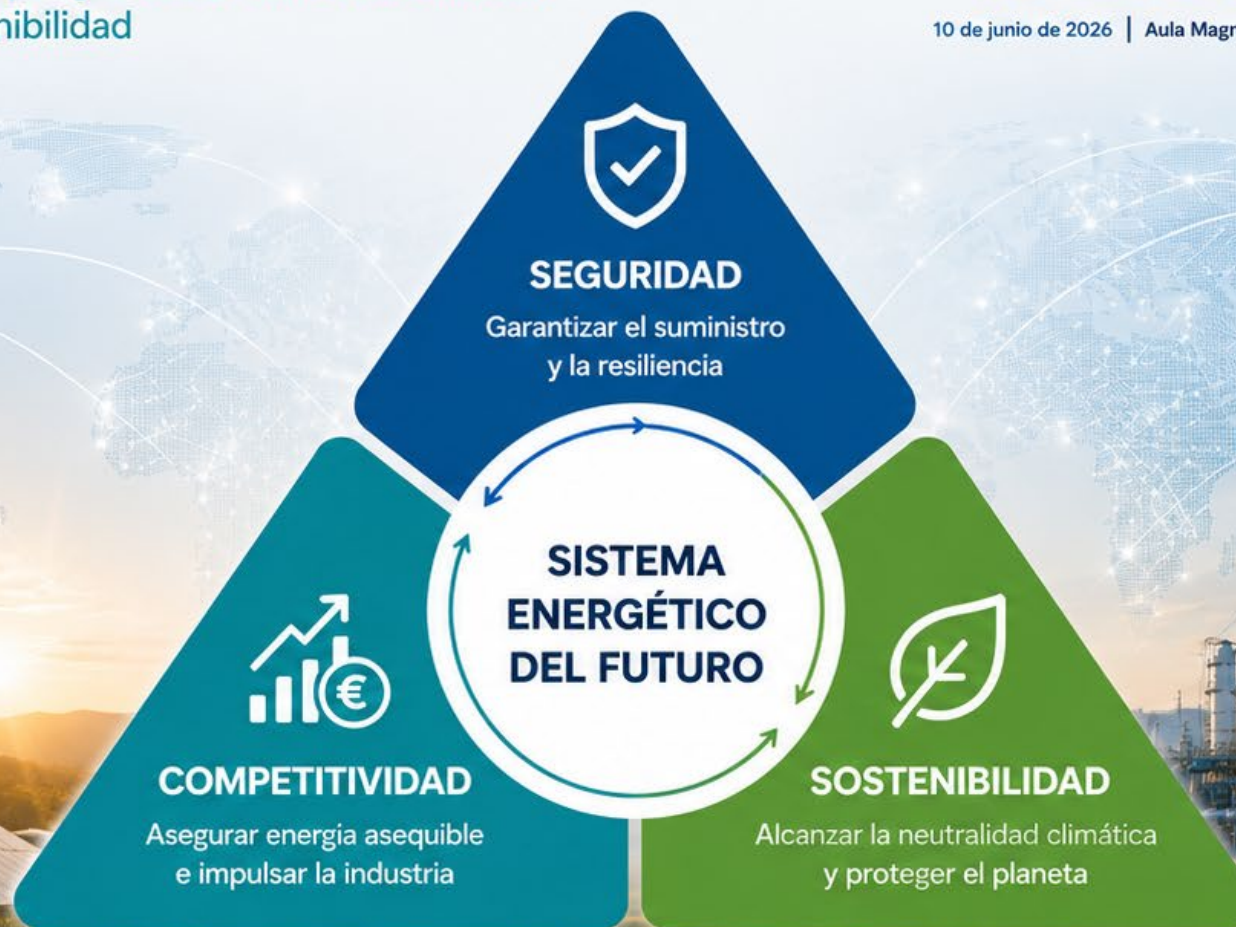 nibilidad
10 de junio de 2026 | Aula Magn
SEGURIDAD
Garantizar el suministro
y la resiliencia
SISTEMA
ENERGÉTICO
DEL FUTURO
€
COMPETITIVIDAD
Asegurar energía asequible
e impulsar la industria
SOSTENIBILIDAD
Alcanzar la neutralidad climática
y proteger el planeta